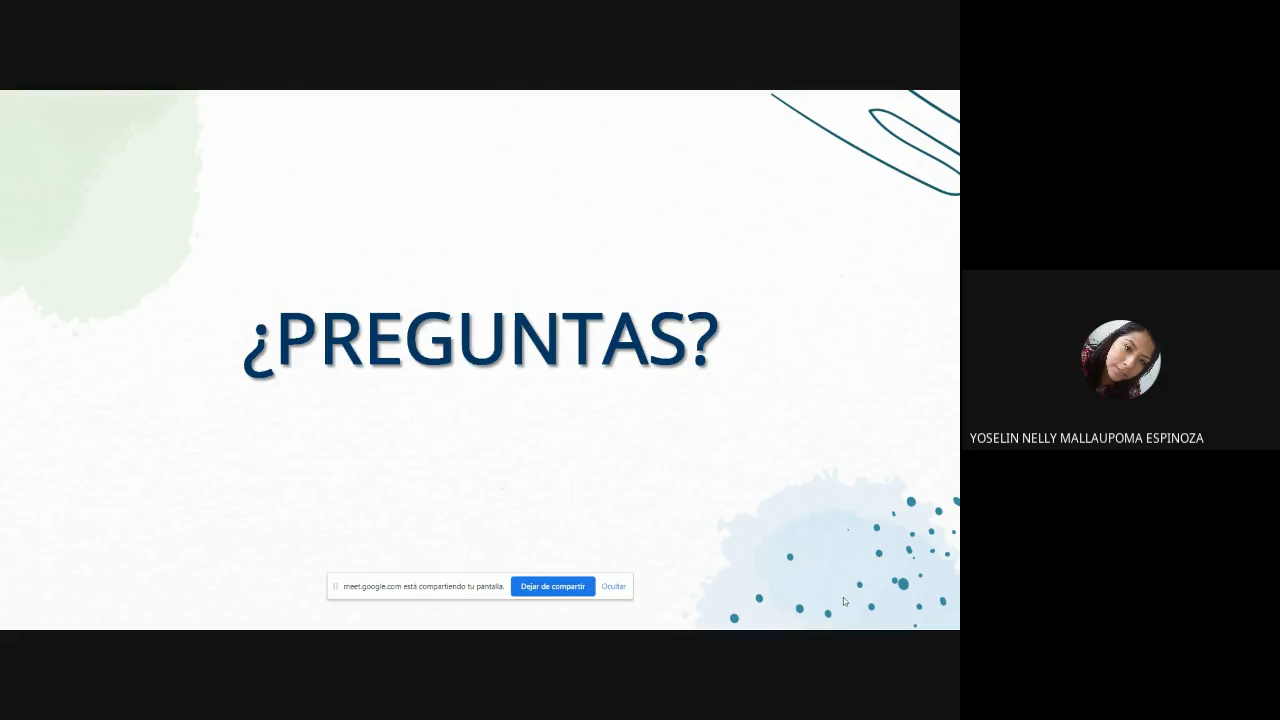 ¿PREGUNTAS?
YOSELIN NELLY MALLAUPOMA ESPINOZA
meet.google.com está compartiendo tu pantalla. Dejar de compartir Ocultar